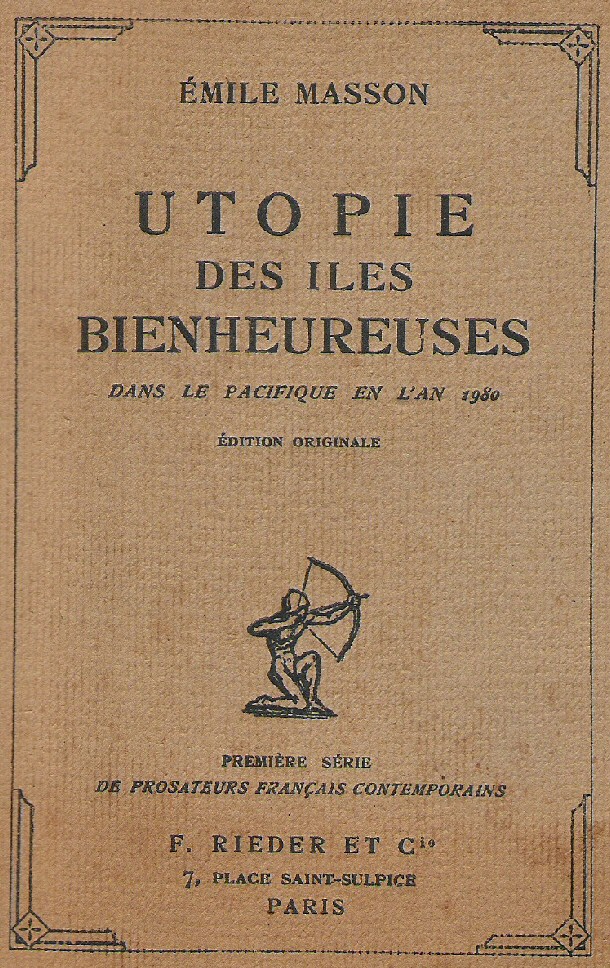 ÉMILE MASSON
UTOPIE
DES ILES
BIENHEUREUSES
DANS LE PACIFIQUE EN L'AN 1980
ÉDITION ORIGINALE
PREMIÈRE SÉRIE
DE PROSATEURS FRANÇAIS CONTEMPORAINS
F. RIEDER ET Cie
7, PLACE SAINT-SULPICE
PARIS